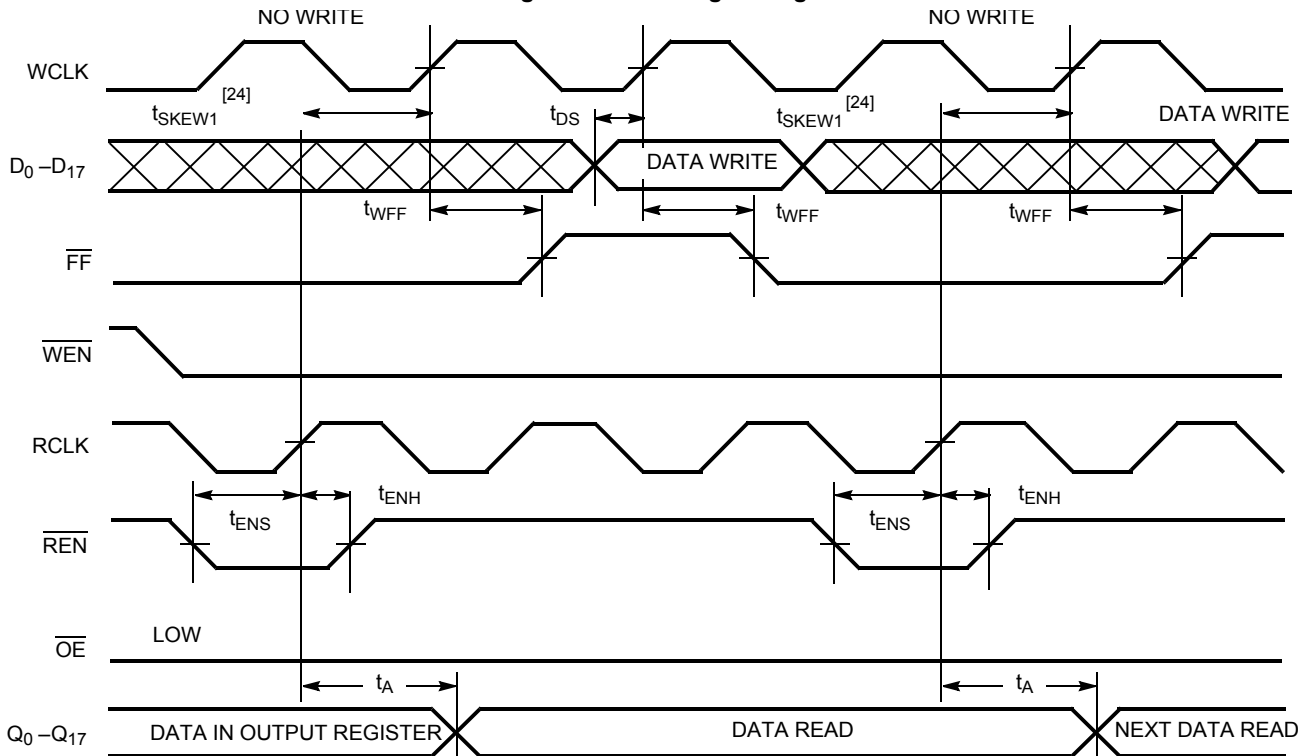 NO WRITE NO WRITE
WCLK
tSKEW1 [24] tDS tSKEW1 [24] DATA WRITE
D0 –D17 DATA WRITE
tWFF tWFF tWFF
FF
WEN
RCLK
tENS tENH tENS tENH
REN
OE LOW
tA tA
Q0 –Q17 DATA IN OUTPUT REGISTER DATA READ NEXT DATA READ